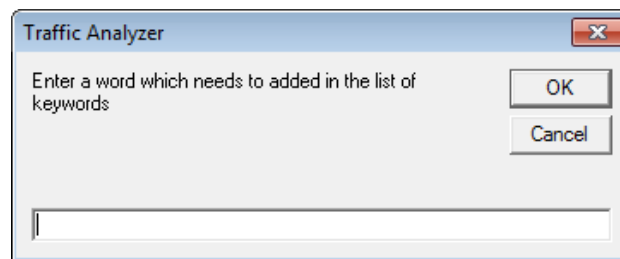 Traffic Analyzer
Enter a word which needs to added in the list of
keywords
OK
Cancel